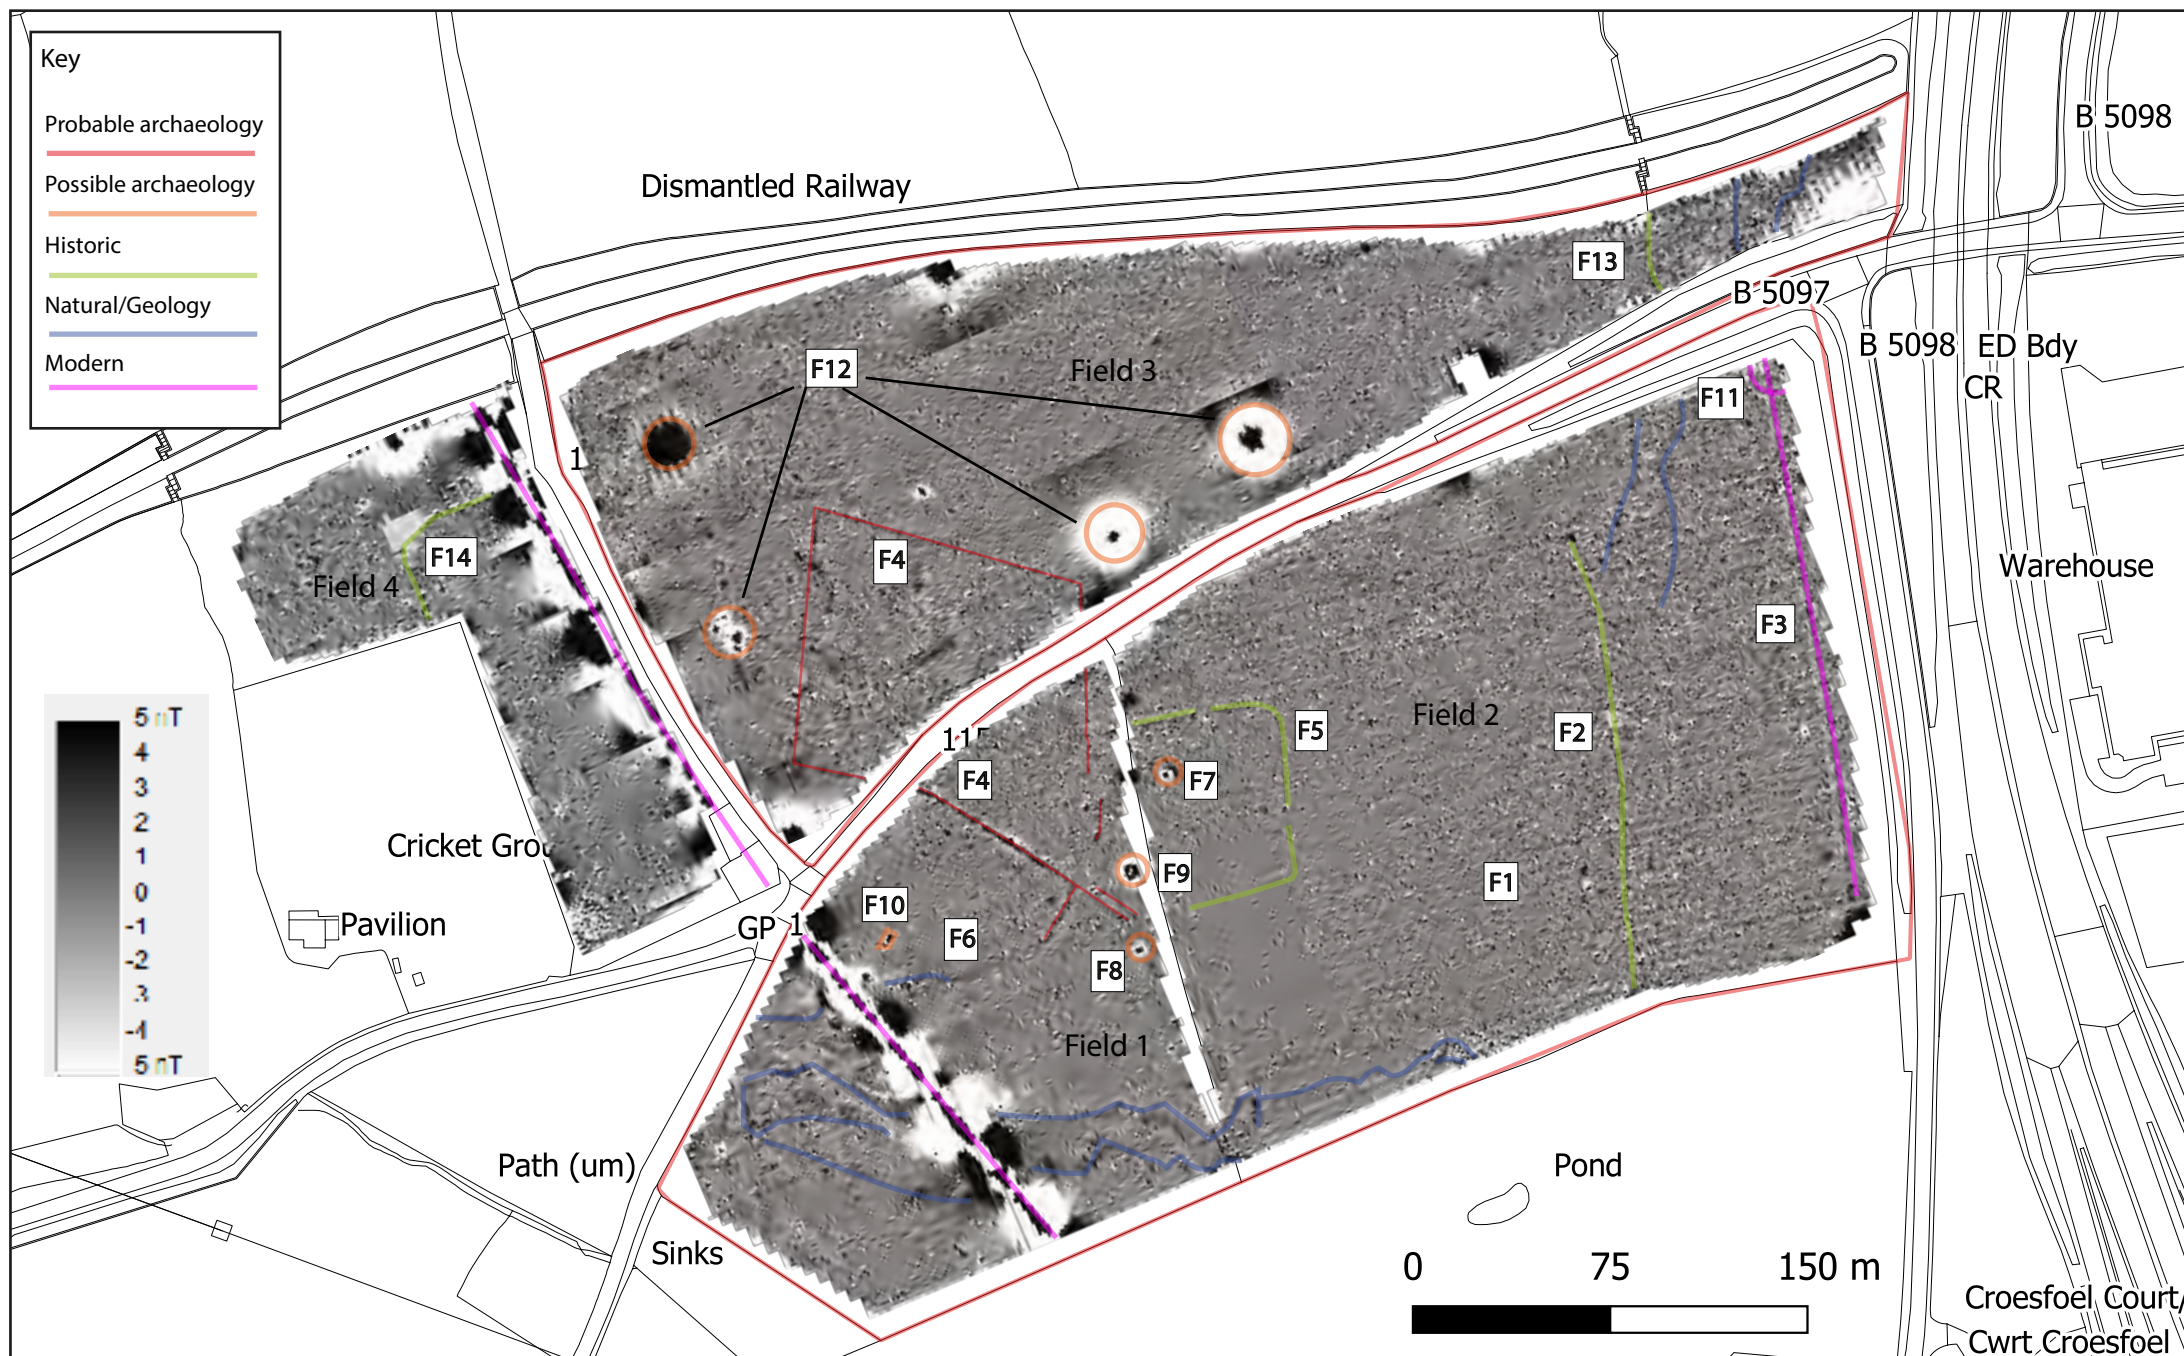 Key
Probable archaeology
Possible archaeology
Historic
Natural/Geology
Modern
Dismantled Railway
B 5098
F13
B 5097
B 5098
ED Bdy
CR
F12
Field 3
F11
1
F4
F14
Field 4
Warehouse
F3
5 nT
4
3
2
1
0
-1
-2
-3
-4
5 nT
Field 2
F5
F2
11
F4
F7
Cricket Grou
F9
F1
F10
Pavilion
GP
1
F6
F8
Field 1
Path (um)
Pond
Sinks
0 75 150 m
Croesfoel Court/
Cwrt Croesfoel